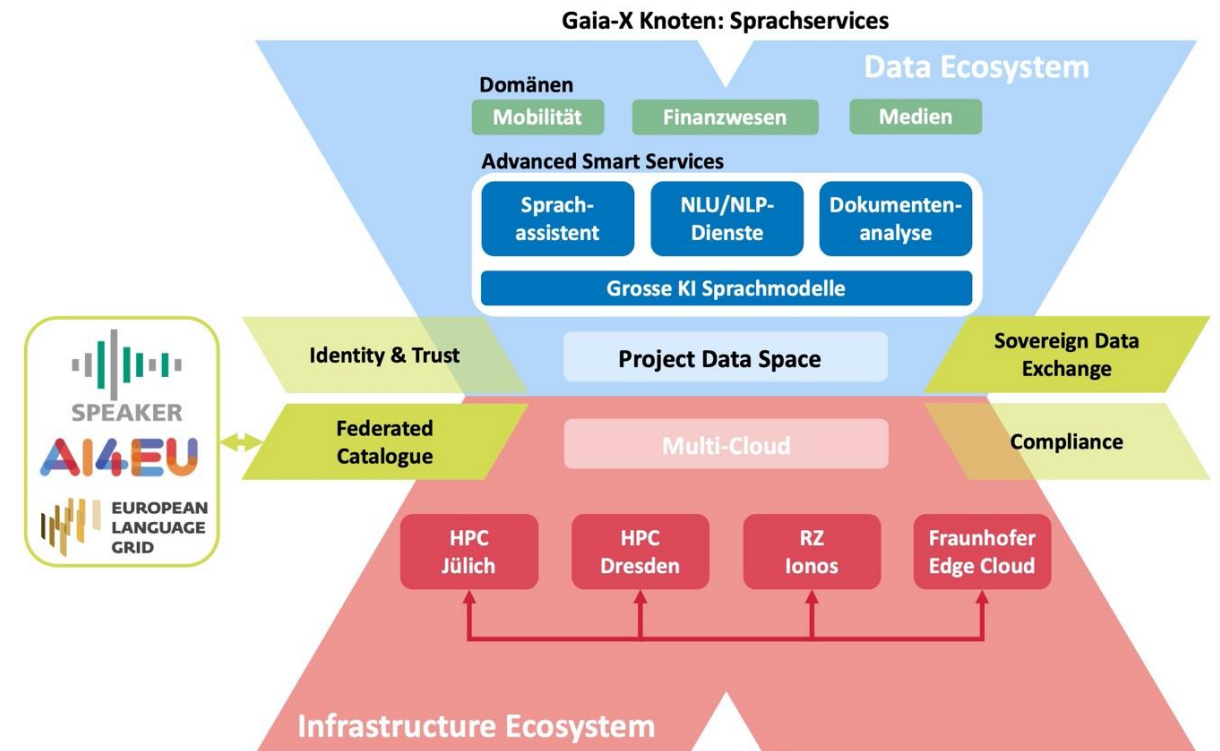 Gaia-X Knoten: Sprachservices
Data Ecosystem
Domänen
Mobilität
Finanzwesen
Medien
Advanced Smart Services
Sprach-
assistent
NLU/NLP-
Dienste
Dokumenten-
analyse
Grosse KI Sprachmodelle
Identity & Trust
Project Data Space
Sovereign Data
Exchange
SPEAKER
AI4EU
EUROPEAN
LANGUAGE
GRID
Federated
Catalogue
Multi-Cloud
Compliance
HPC
Jülich
HPC
Dresden
RZ
Ionos
Fraunhofer
Edge Cloud
Infrastructure Ecosystem